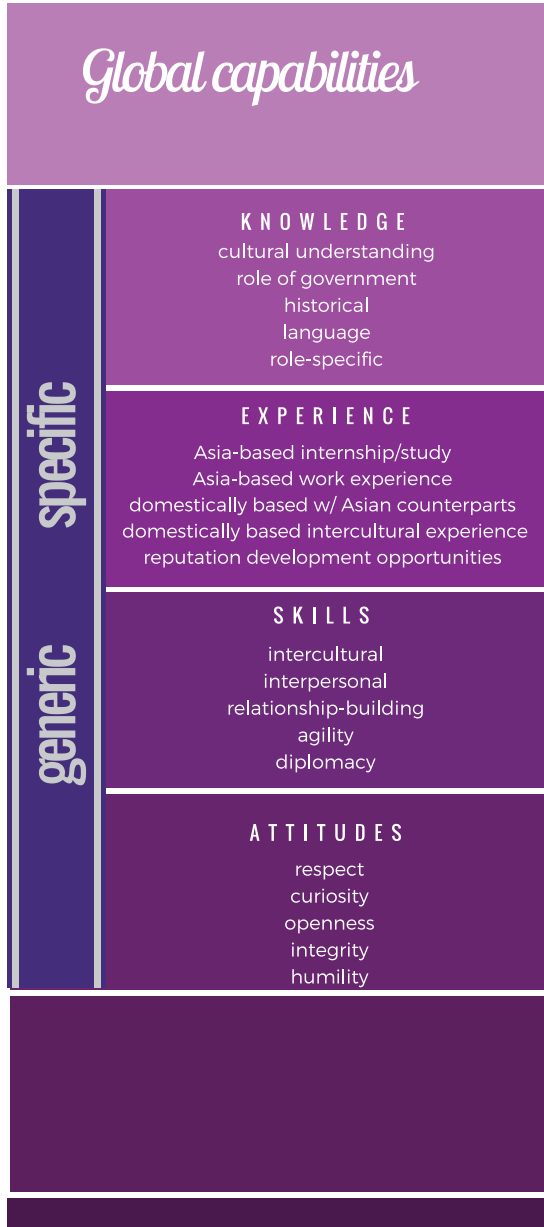 Global capabilities
specific
generic
KNOWLEDGE
cultural understanding
role of government
historical
language
role-specific
EXPERIENCE
Asia-based internship/study
Asia-based work experience
domestically based w/ Asian counterparts
domestically based intercultural experience
reputation development opportunities
SKILLS
intercultural
interpersonal
relationship-building
agility
diplomacy
ATTITUDES
respect
curiosity
openness
integrity
humility